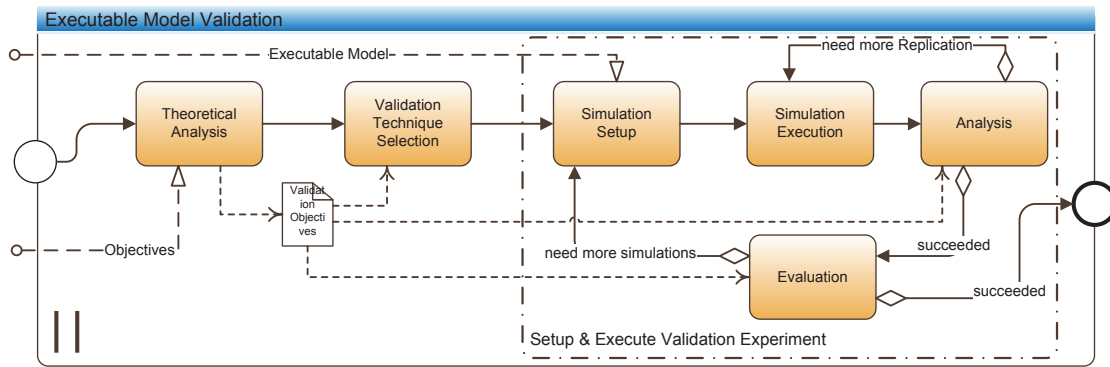 Executable Model Validation
Executable Model
need more Replication
Theoretical
Analysis
Validation
Technique
Selection
Simulation
Setup
Simulation
Execution
Analysis
Validat
ion
Objecti
ves
Objectives
need more simulations
succeeded
Evaluation
succeeded
Setup & Execute Validation Experiment